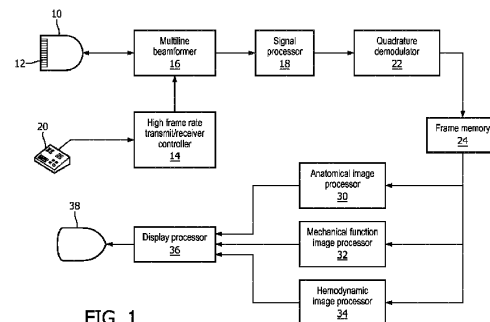 10
12
Multiline
beamformer
16
Signal
processor
18
Quadrature
demodulator
22
20
High frame rate
transmit/receiver
controller
14
Frame memory
24
Anatomical image
processor
30
38
Display processor
36
Mechanical function
image processor
32
Hemodynamic
image processor
34
FIG. 1